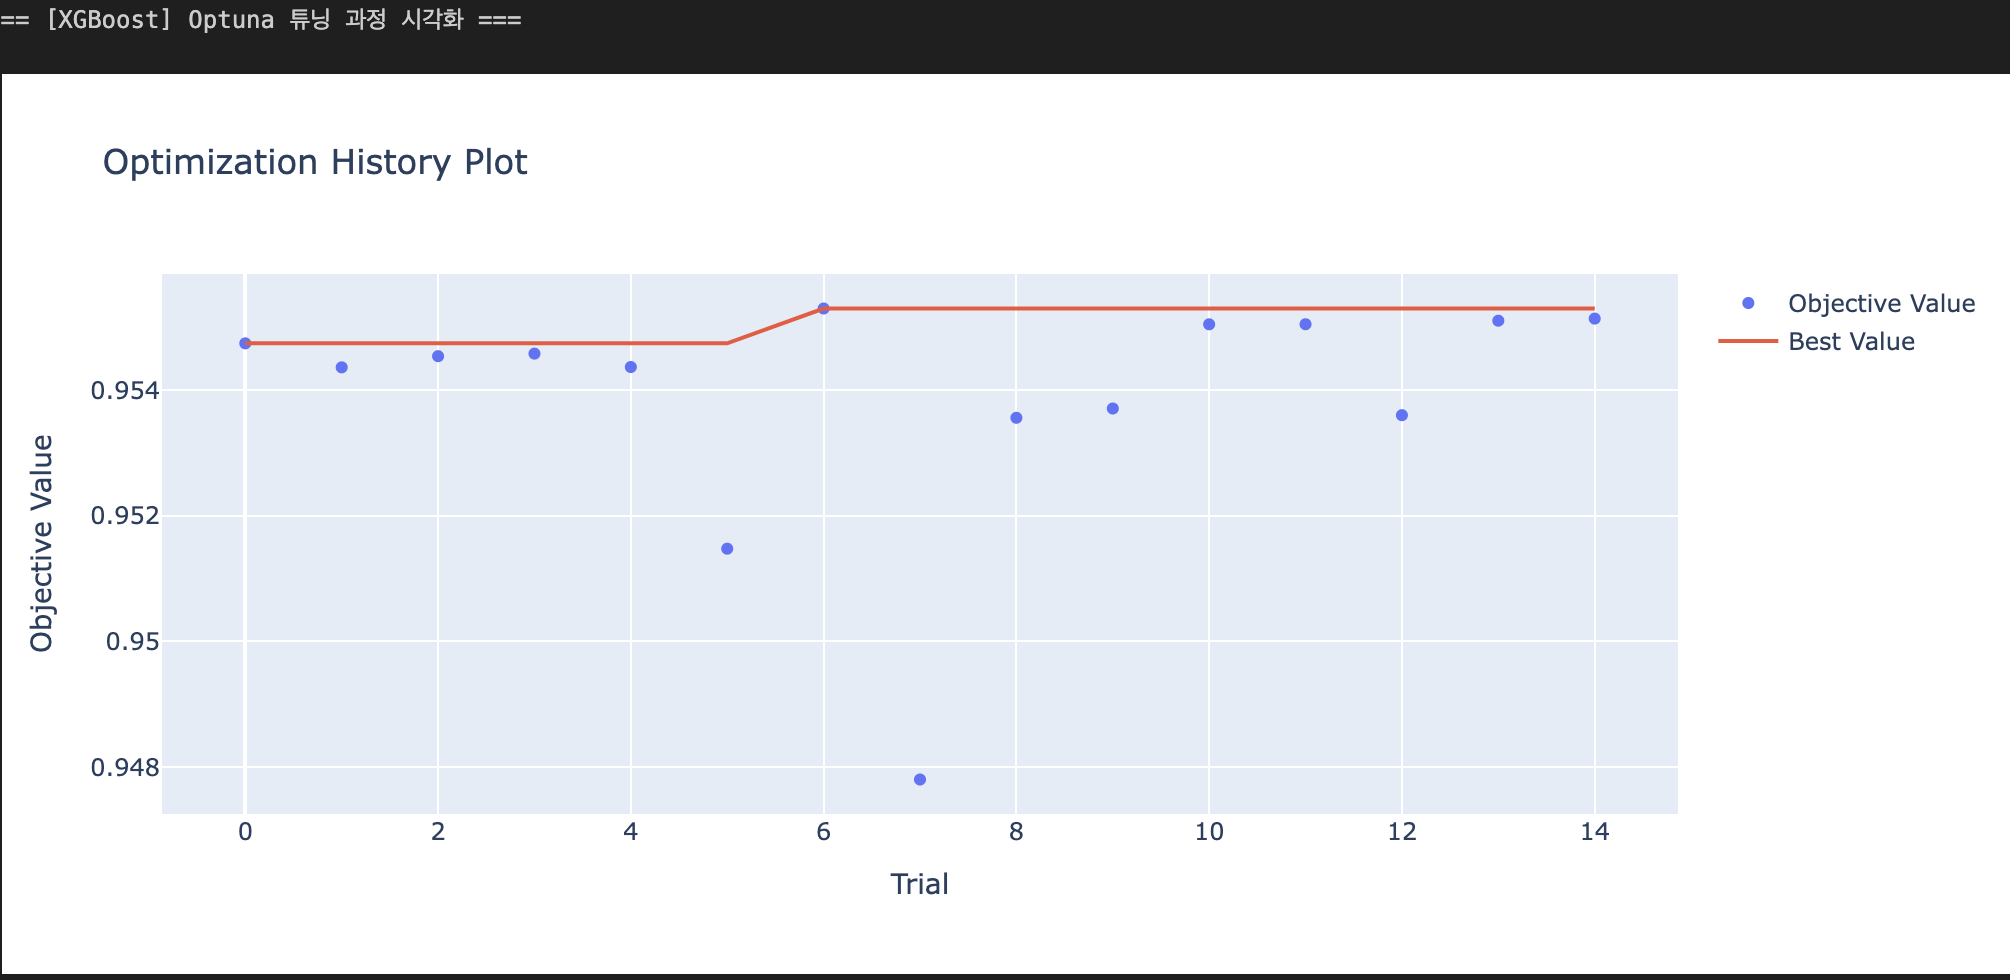 == [XGBoost] Optuna 튜닝 과정 시각화 ===
Optimization History Plot
Objective Value
Best Value
0.954
0.952
0.95
0.948
Objective Value
0 2 4 6 8 10 12 14
Trial